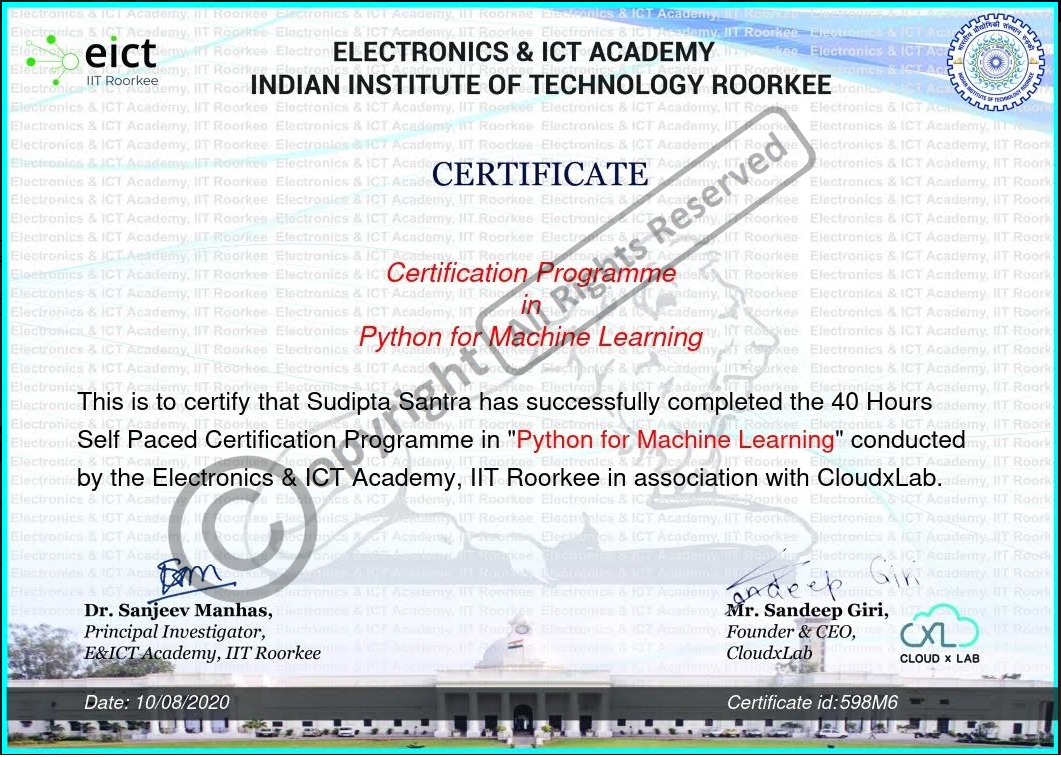 eict
IIT Roorkee
ELECTRONICS & ICT ACADEMY
INDIAN INSTITUTE OF TECHNOLOGY ROORKEE
CERTIFICATE
Certification Programme
in
Python for Machine Learning
© Copyright All Rights Reserved
This is to certify that Sudipta Santra has successfully completed the 40 Hours
Self Paced Certification Programme in "Python for Machine Learning" conducted
by the Electronics & ICT Academy, IIT Roorkee in association with CloudxLab.
Sandeep Giri
Dr. Sanjeev Manhas,
Principal Investigator,
E&ICT Academy, IIT Roorkee
Mr. Sandeep Giri,
Founder & CEO,
CloudxLab
CLOUD x LAB
Date: 10/08/2020
Certificate id:598M6
Electronics & ICT Academy, IIT Roorkee